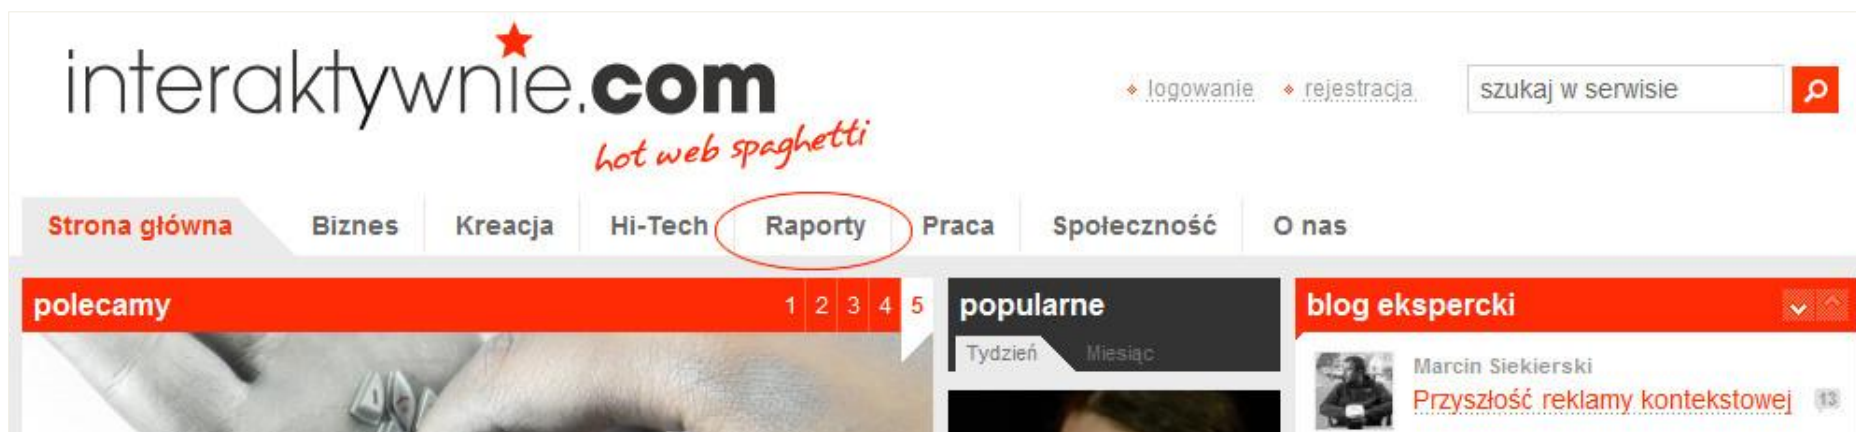 interaktywnie.com
hot web spaghetti
logowanie rejestracja szukaj w serwisie
Strona główna Biznes Kreacja Hi-Tech Raporty Praca Społeczność O nas
polecamy 1 2 3 4 5
popularne
Tydzień Miesiąc
blog ekspercki
Marcin Siekierski
Przyszłość reklamy kontekstowej 13